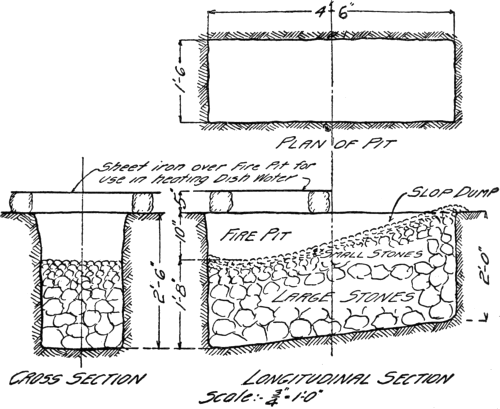 4'-6"
1'-6
PLAN OF PIT
Sheet iron over Fire Pit for
use in Heating Dish Water
5"
SLOP DUMP
10"
FIRE PIT
SMALL STONES
2'-6"
1'-8"
LARGE STONES
2'-0"
CROSS SECTION
LONGITUDINAL SECTION
Scale:- 3/4"=1'-0"